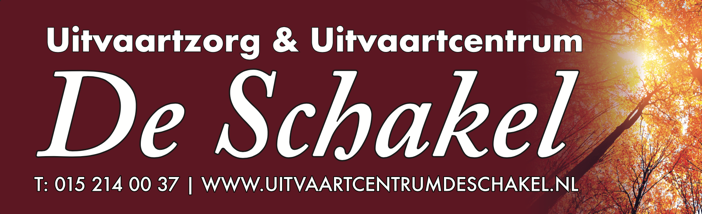 Uitvaartzorg & Uitvaartcentrum
De Schakel
T: 015 214 00 37 | WWW.UITVAARTCENTRUMDESCHAKEL.NL